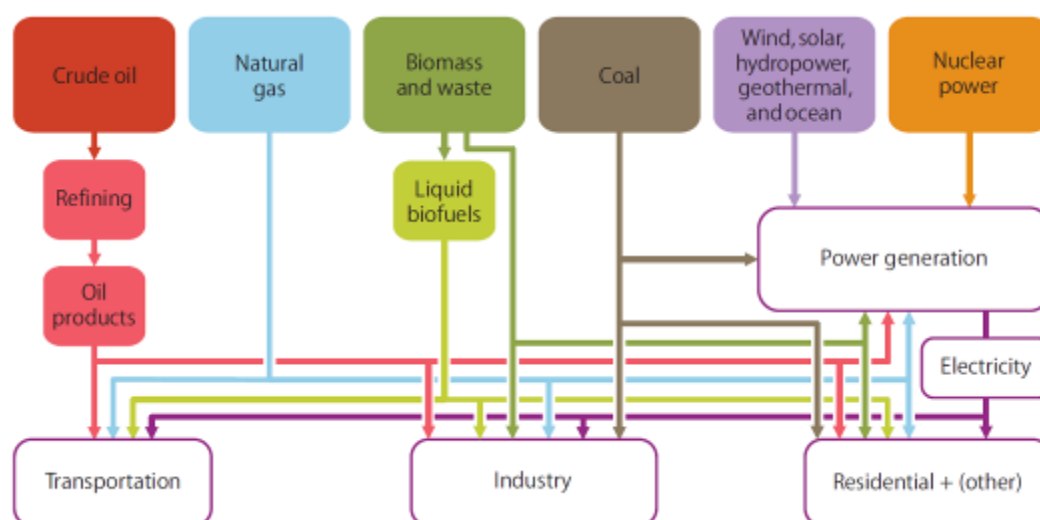 Crude oil
Natural
gas
Biomass
and waste
Coal
Wind, solar,
hydropower,
geothermal,
and ocean
Nuclear
power
Refining
Liquid
biofuels
Oil
products
Power generation
Electricity
Transportation
Industry
Residential + (other)